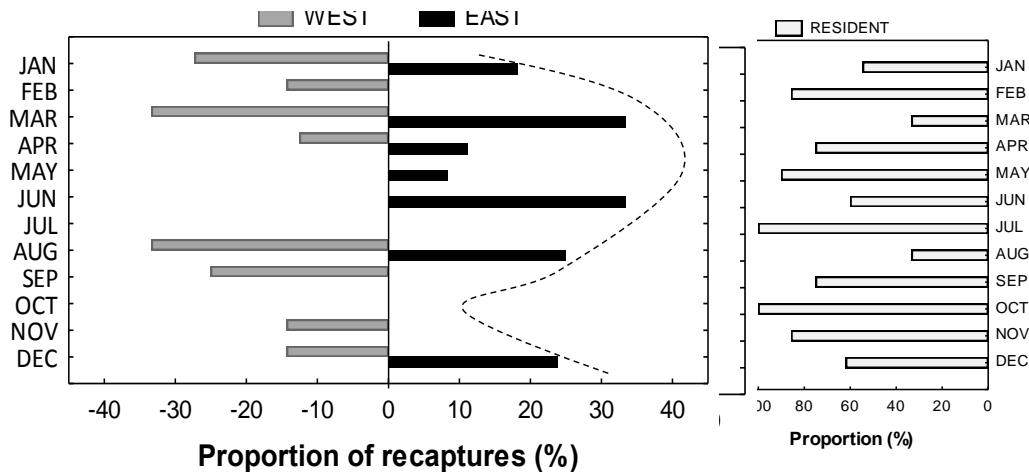 WEST EAST
RESIDENT
JAN
FEB
MAR
APR
MAY
JUN
JUL
AUG
SEP
OCT
NOV
DEC
-40 -30 -20 -10 0 10 20 30 40
Proportion of recaptures (%)
JAN
FEB
MAR
APR
MAY
JUN
JUL
AUG
SEP
OCT
NOV
DEC
80 60 40 20 0
Proportion (%)